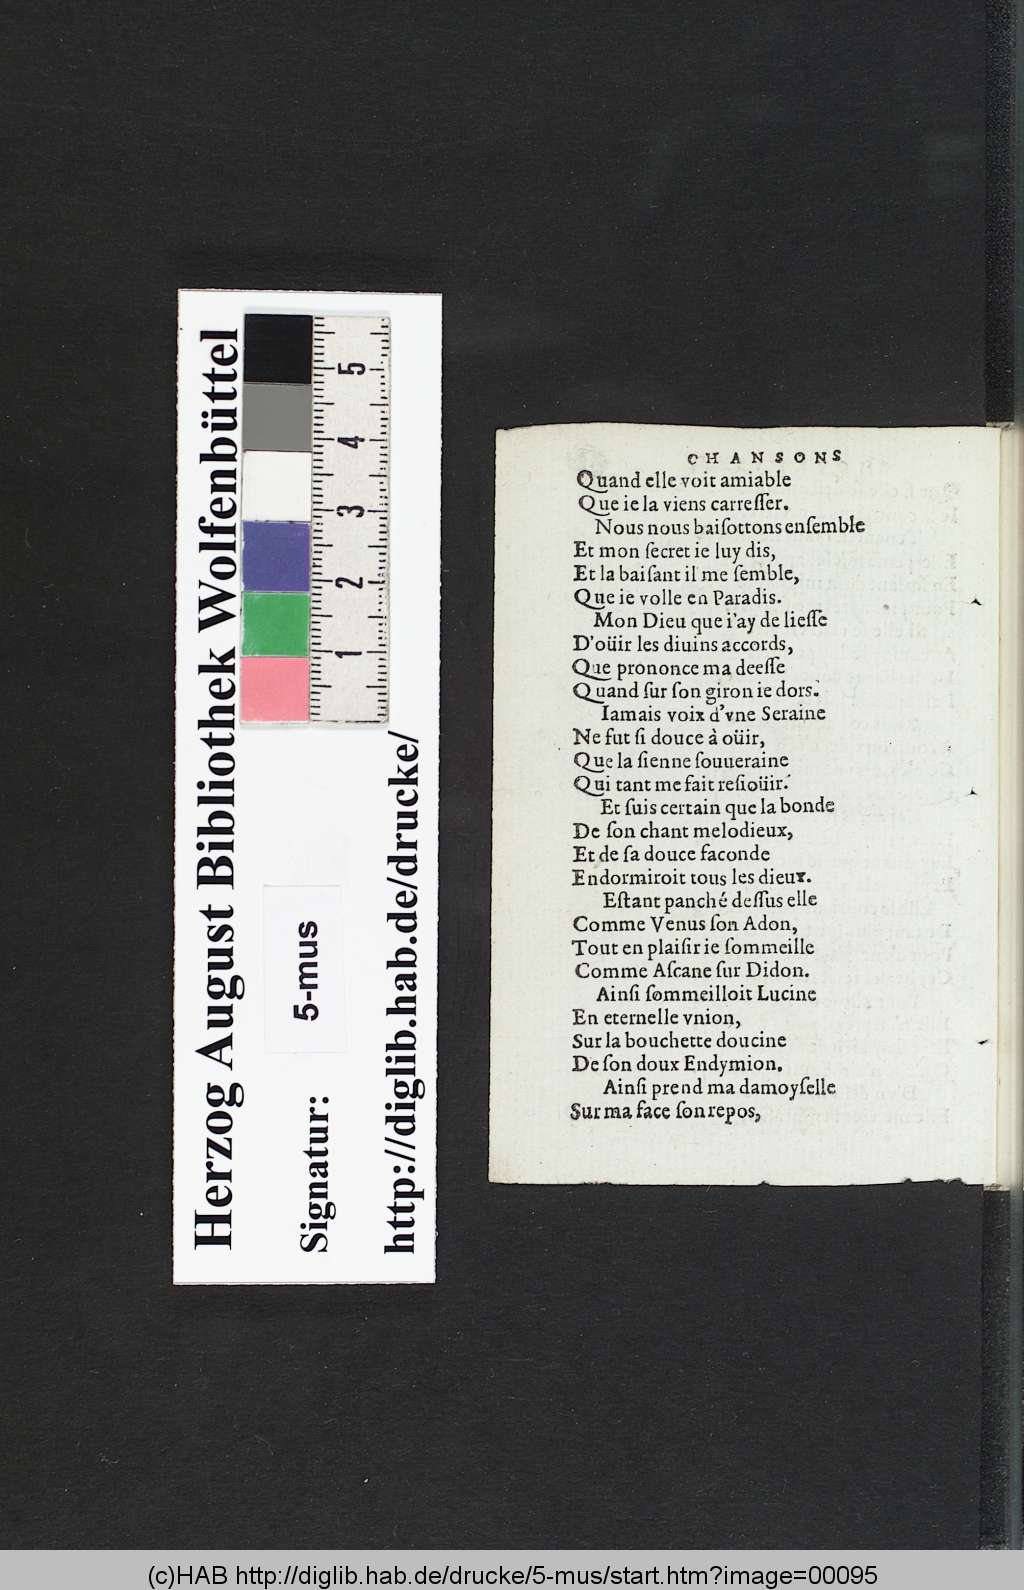 Herzog August Bibliothek Wolfenbüttel
Signatur: 5-mus
http://diglib.hab.de/drucke/
1 2 3 4 5
CHANSONS
Quand elle voit amiable
Que ie la viens carreſſer.
Nous nous baiſottons enſemble
Et mon ſecret ie luy dis,
Et la baiſant il me ſemble,
Que ie volle en Paradis.
Mon Dieu que i'ay de lieſſe
D'oüir les diuins accords,
Que prononce ma deeſſe
Quand ſur ſon giron ie dors.
Iamais voix d'vne Seraine
Ne fut ſi douce à oüir,
Que la ſienne ſouueraine
Qui tant me fait reſioüir.
Et ſuis certain que la bonde
De ſon chant melodieux,
Et de ſa douce faconde
Endormiroit tous les dieux.
Eſtant panché deſſus elle
Comme Venus ſon Adon,
Tout en plaiſir ie ſommeille
Comme Aſcane ſur Didon.
Ainſi ſommeilloit Lucine
En eternelle vnion,
Sur la bouchette doucine
De ſon doux Endymion.
Ainſi prend ma damoyſelle
Sur ma face ſon repos,
(c)HAB http://diglib.hab.de/drucke/5-mus/start.htm?image=00095